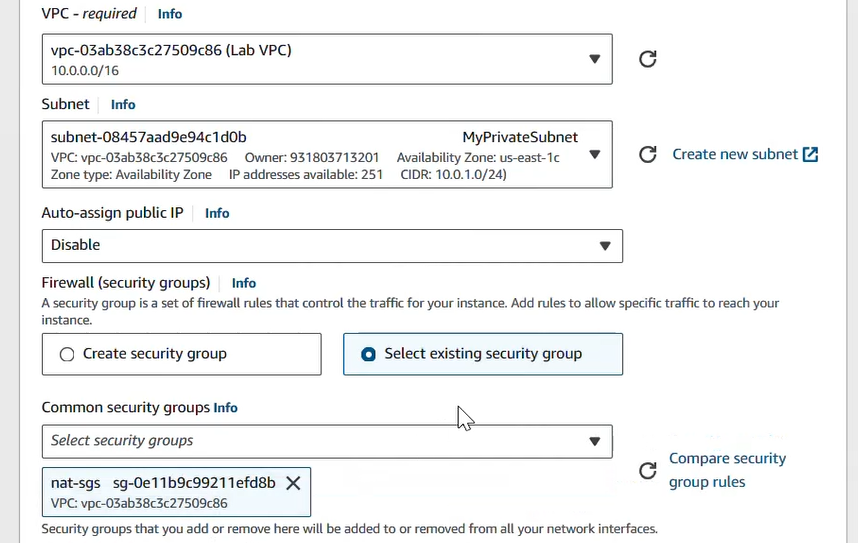 VPC - required Info
vpc-03ab38c3c27509c86 (Lab VPC)
10.0.0.0/16
Subnet Info
subnet-08457aad9e94c1d0b MyPrivateSubnet
VPC: vpc-03ab38c3c27509c86 Owner: 931803713201 Availability Zone: us-east-1c
Zone type: Availability Zone IP addresses available: 251 CIDR: 10.0.1.0/24)
Create new subnet
Auto-assign public IP Info
Disable
Firewall (security groups) Info
A security group is a set of firewall rules that control the traffic for your instance. Add rules to allow specific traffic to reach your
instance.
Create security group
Select existing security group
Common security groups Info
Select security groups
nat-sgs sg-0e11b9c99211efd8b
VPC: vpc-03ab38c3c27509c86
Compare security
group rules
Security groups that you add or remove here will be added to or removed from all your network interfaces.